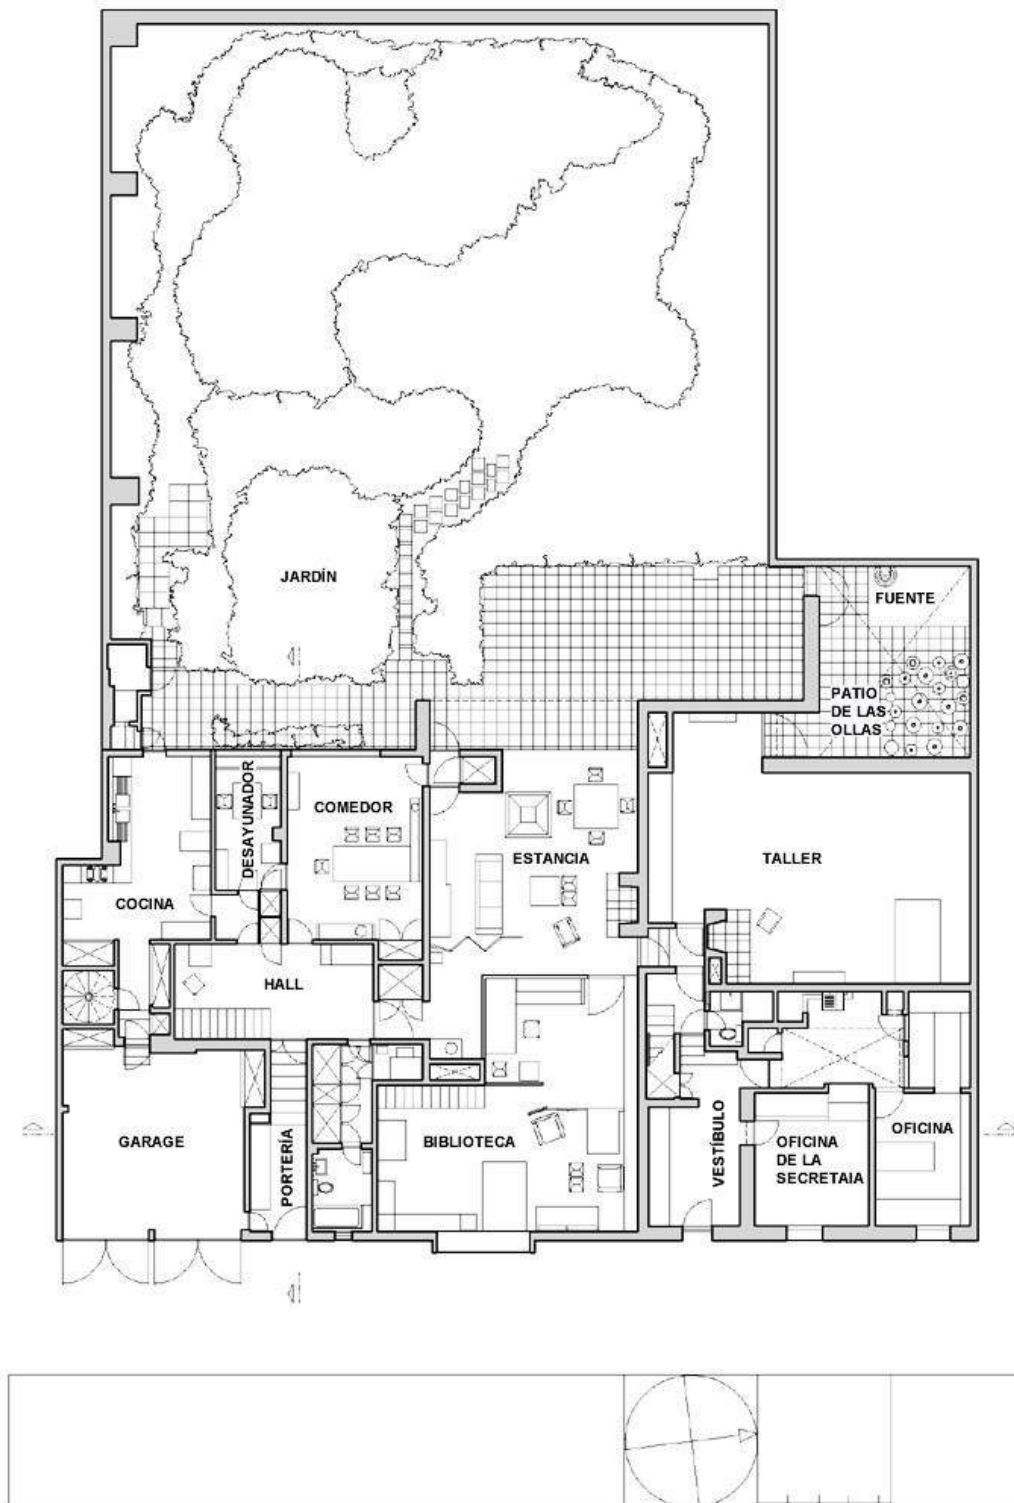 JARDÍN
FUENTE
PATIO
DE LAS
OLLAS
DESAYUNADOR
COMEDOR
ESTANCIA
TALLER
COCINA
HALL
GARAGE
PORTERÍA
BIBLIOTECA
VESTÍBULO
OFICINA
DE LA
SECRETAIA
OFICINA